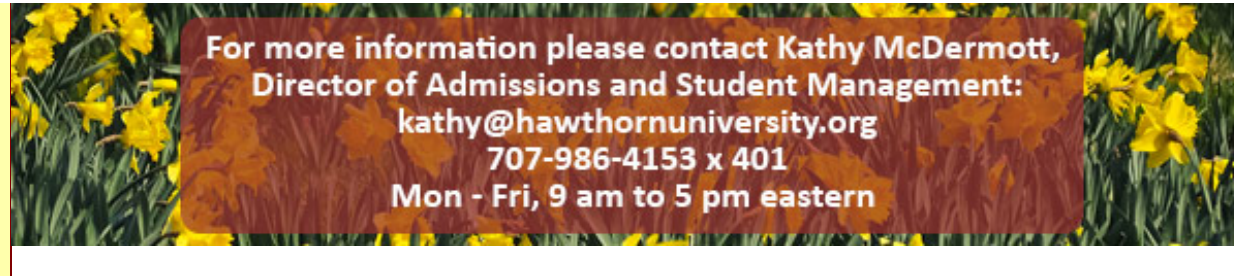 For more information please contact Kathy McDermott,
Director of Admissions and Student Management:
kathy@hawthornuniversity.org
707-986-4153 x 401
Mon - Fri, 9 am to 5 pm eastern